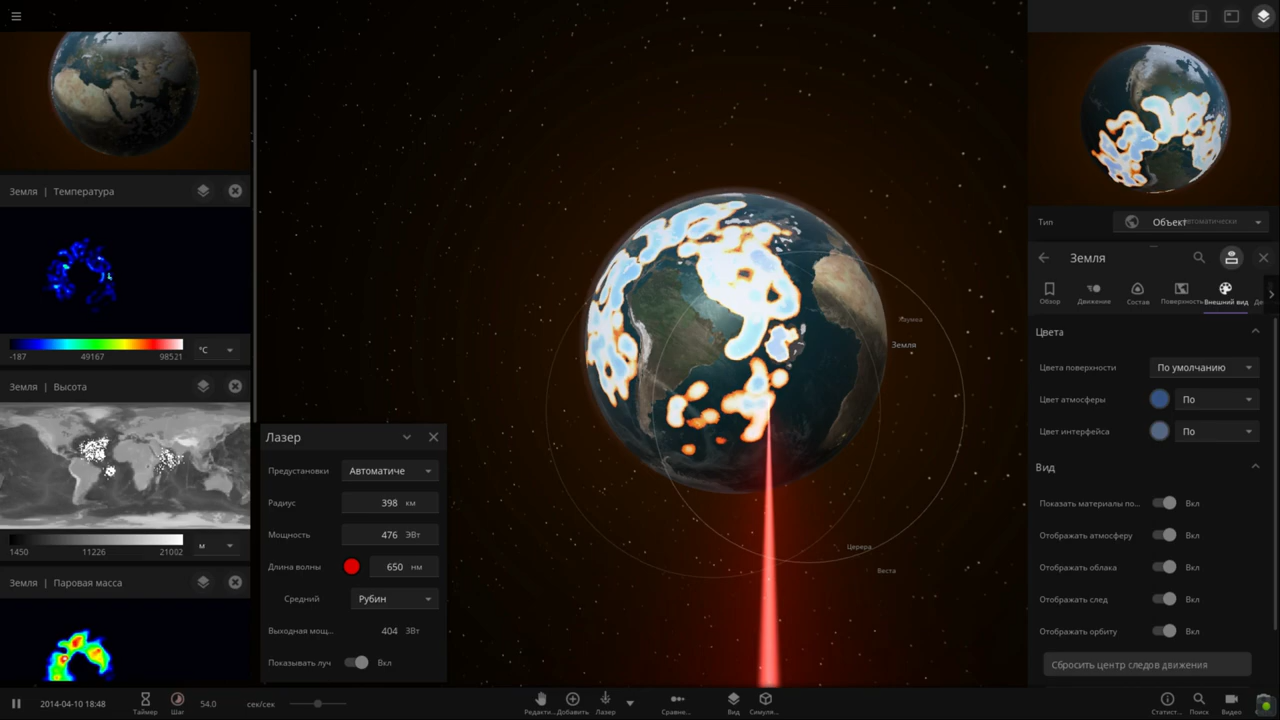 Земля | Температура
-187 49167 98521 °C
Земля | Высота
1450 11226 21002 м
Земля | Паровая масса
Лазер
Предустановки Автоматиче
Радиус 398 км
Мощность 476 ЭВт
Длина волны 650 нм
Средний Рубин
Выходная мощ... 404 ЭВт
Показывать луч Вкл
Хаумеа
Земля
Церера
Веста
Тип Объект Автоматически
Земля
Обзор Движение Состав Поверхность Внешний вид
Цвета
Цвета поверхности По умолчанию
Цвет атмосферы По
Цвет интерфейса По
Вид
Показать материалы по... Вкл
Отображать атмосферу Вкл
Отображать облака Вкл
Отображать след Вкл
Отображать орбиту Вкл
Сбросить центр следов движения
2014-04-10 18:48 Таймер Шаг 54.0 сек/сек Редакти... Добавить Лазер Сравне... Вид Симуля... Статист... Поиск Видео